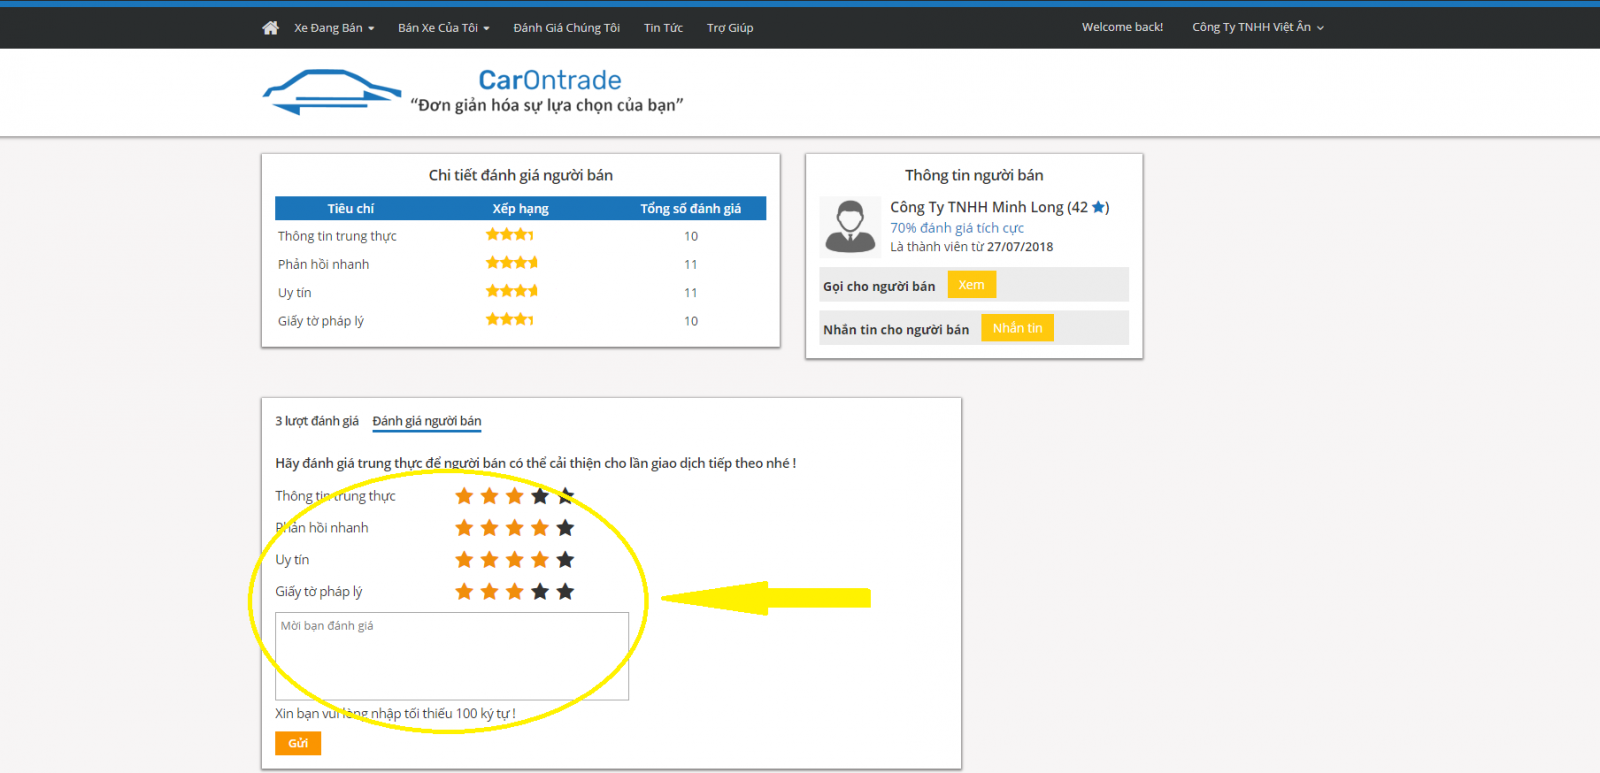 Xe Đang Bán Bán Xe Của Tôi Đánh Giá Chúng Tôi Tin Tức Trợ Giúp Welcome back! Công Ty TNHH Việt Ân
CarOntrade
“Đơn giản hóa sự lựa chọn của bạn”
Chi tiết đánh giá người bán
Tiêu chí Xếp hạng Tổng số đánh giá
Thông tin trung thực 10
Phản hồi nhanh 11
Uy tín 11
Giấy tờ pháp lý 10
Thông tin người bán
Công Ty TNHH Minh Long (42 ★)
70% đánh giá tích cực
Là thành viên từ 27/07/2018
Gọi cho người bán Xem
Nhắn tin cho người bán Nhắn tin
3 lượt đánh giá Đánh giá người bán
Hãy đánh giá trung thực để người bán có thể cải thiện cho lần giao dịch tiếp theo nhé !
Thông tin trung thực
Phản hồi nhanh
Uy tín
Giấy tờ pháp lý
Mời bạn đánh giá
Xin bạn vui lòng nhập tối thiểu 100 ký tự !
Gửi